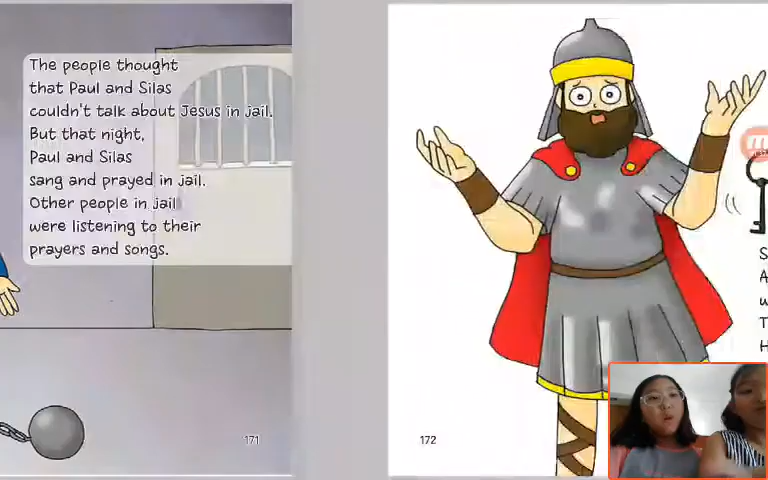 The people thought
that Paul and Silas
couldn't talk about Jesus in jail.
But that night,
Paul and Silas
sang and prayed in jail.
Other people in jail
were listening to their
prayers and songs.
171
172
S
A
w
T
H